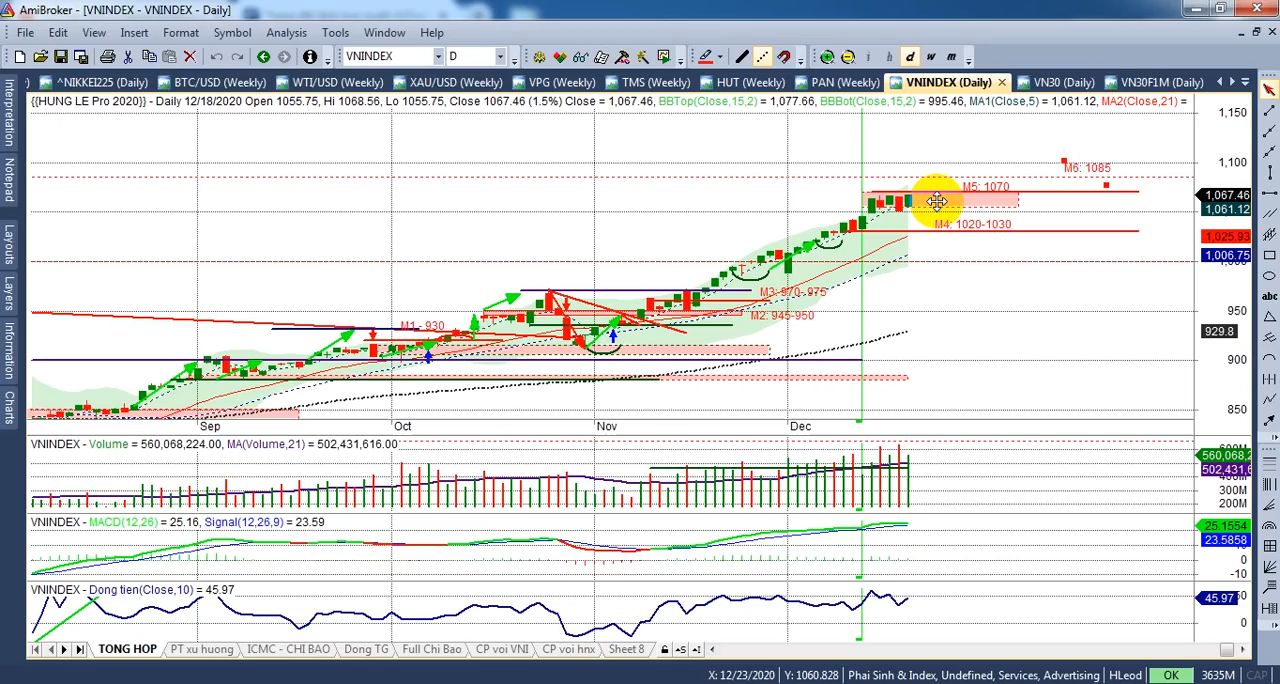 AmiBroker - [VNINDEX - VNINDEX - Daily]
File Edit View Insert Format Symbol Analysis Tools Window Help
VNINDEX D i h d w m
^NIKKEI225 (Daily) BTC/USD (Weekly) WTI/USD (Weekly) XAU/USD (Weekly) VPG (Weekly) TMS (Weekly) HUT (Weekly) PAN (Weekly) VNINDEX (Daily) VN30 (Daily) VN30F1M (Daily)
{{HUNG LE Pro 2020}} - Daily 12/18/2020 Open 1055.75, Hi 1068.56, Lo 1055.75, Close 1067.46 (1.5%) Close = 1,067.46, BBTop(Close,15,2) = 1,077.66, BBBot(Close,15,2) = 995.46, MA1(Close,5) = 1,061.12, MA2(Close,21) =
Interpretation
Notepad
Layouts
Layers
Information
Charts
1,150
1,100
M6: 1085
M5: 1070
1,067.46
1,061.12
M4: 1020-1030
1,025.93
1,006.75
M3: 970- 975
950
M2: 945-950
M1 - 930
929.8
900
850
Sep Oct Nov Dec
VNINDEX - Volume = 560,068,224.00, MA(Volume,21) = 502,431,616.00
560,068,2
502,431,6
300M
200M
VNINDEX - MACD(12,26) = 25.16, Signal(12,26,9) = 23.59
25.1554
23.5858
0
-10
VNINDEX - Dong tien(Close,10) = 45.97
45.97
0
TONG HOP PT xu huong ICMC - CHI BAO Dong TG Full Chi Bao CP voi VNI CP voi hnx Sheet 8
X: 12/23/2020 Y: 1060.828 Phai Sinh & Index, Undefined, Services, Advertising HLeod OK 3635M CAP
abc